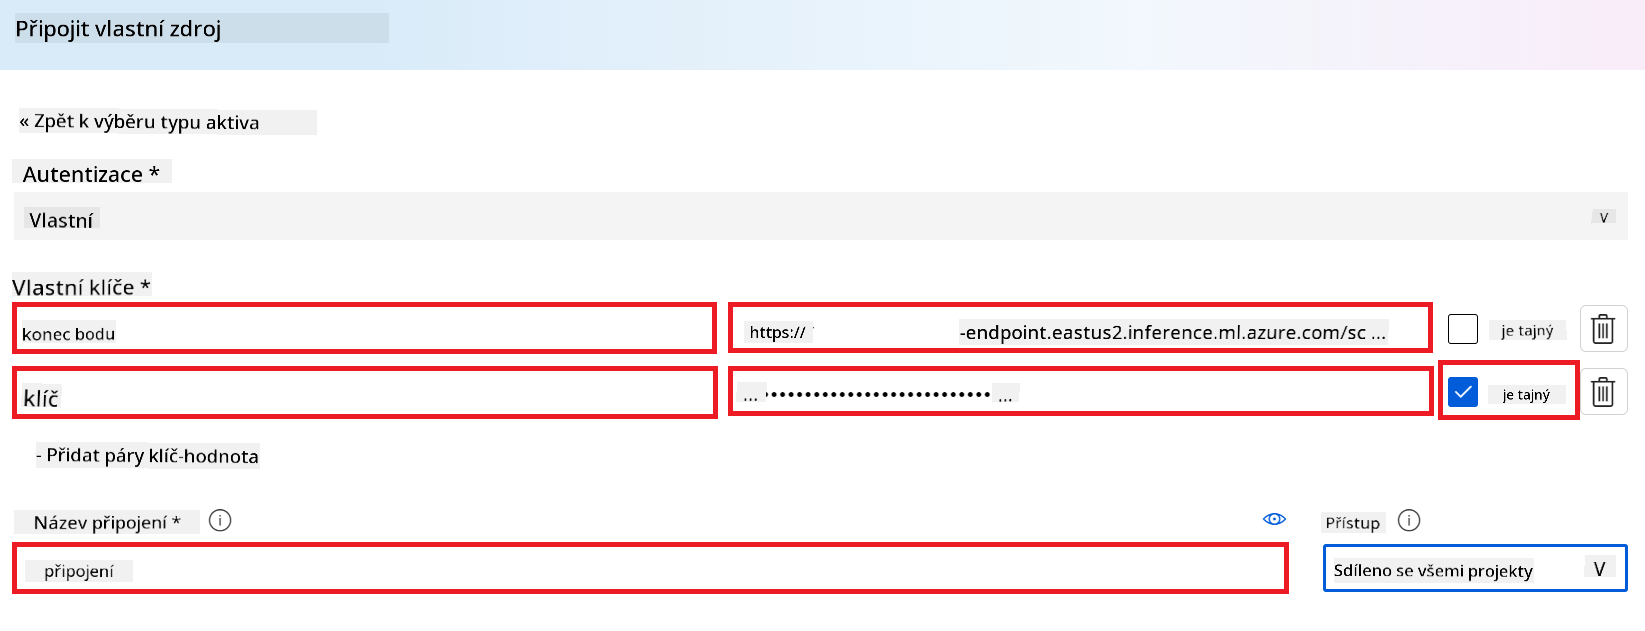 Připojit vlastní zdroj
« Zpět k výběru typu aktiva
Autentizace *
Vlastní V
Vlastní klíče *
konec bodu https:// -endpoint.eastus2.inference.ml.azure.com/sc ... je tajný
klíč ... •••••••••••••••••••••••••• ... je tajný
- Přidat páry klíč-hodnota
Název připojení * Přístup
připojení Sdíleno se všemi projekty V